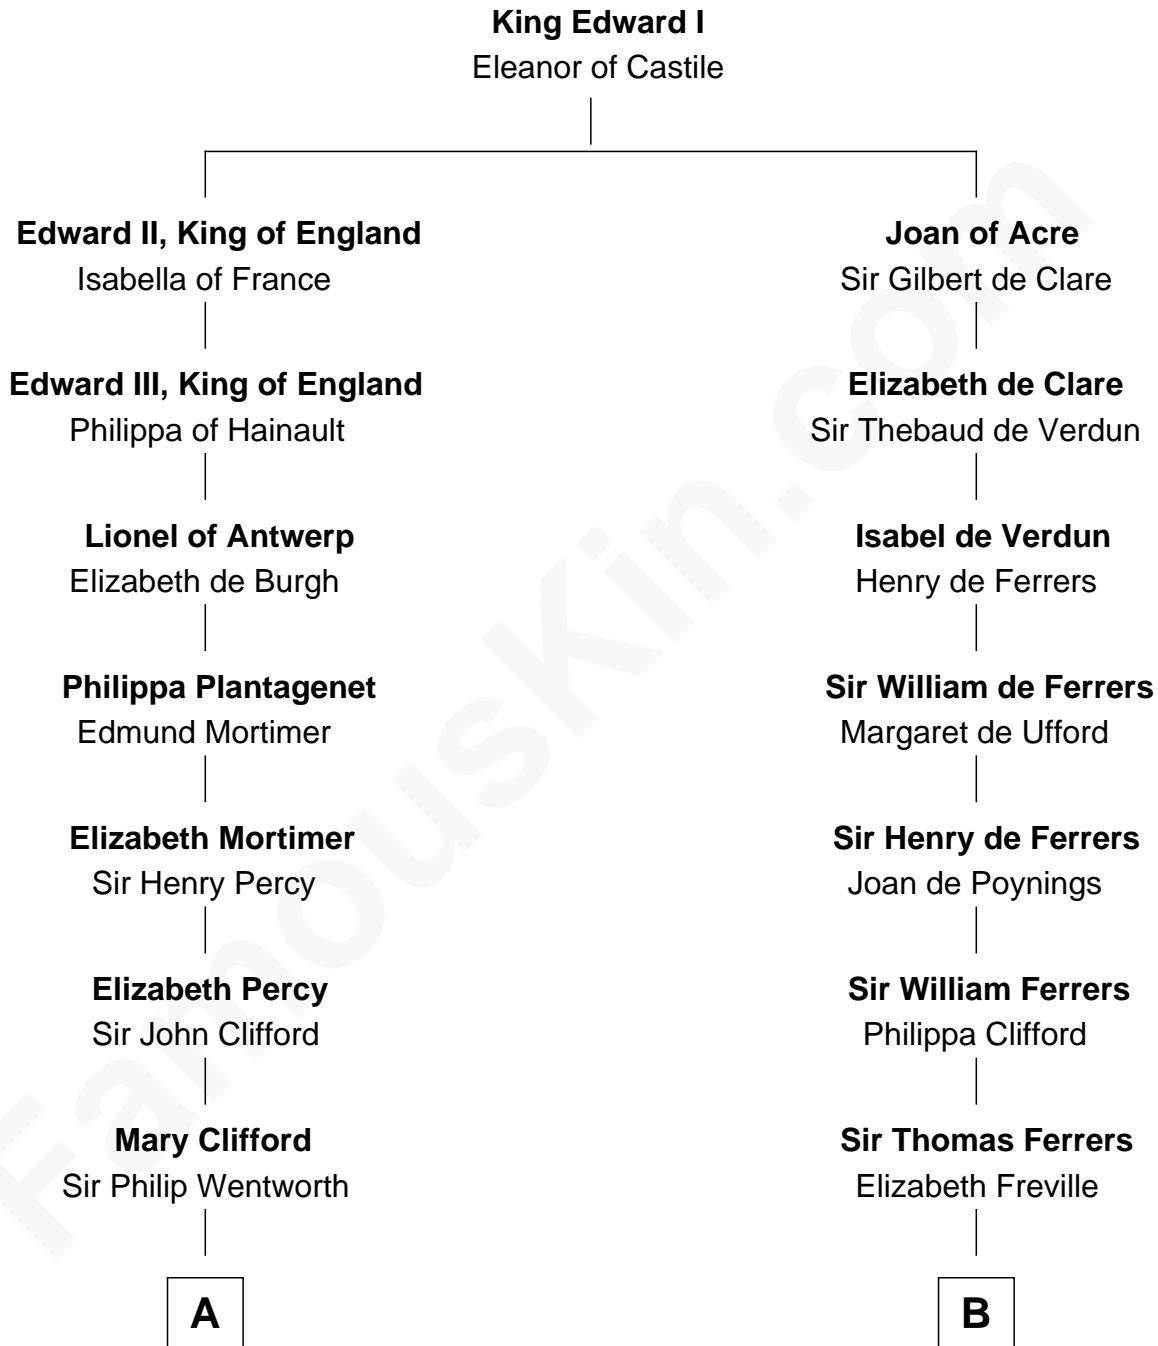 King Edward I
Eleanor of Castile
Edward II, King of England
Isabella of France
Joan of Acre
Sir Gilbert de Clare
Edward III, King of England
Philippa of Hainault
Elizabeth de Clare
Sir Thebaud de Verdun
Lionel of Antwerp
Elizabeth de Burgh
Isabel de Verdun
Henry de Ferrers
Philippa Plantagenet
Edmund Mortimer
Sir William de Ferrers
Margaret de Ufford
Elizabeth Mortimer
Sir Henry Percy
Sir Henry de Ferrers
Joan de Poynings
Elizabeth Percy
Sir John Clifford
Sir William Ferrers
Philippa Clifford
Mary Clifford
Sir Philip Wentworth
Sir Thomas Ferrers
Elizabeth Freville
A
B
FamousKin.com